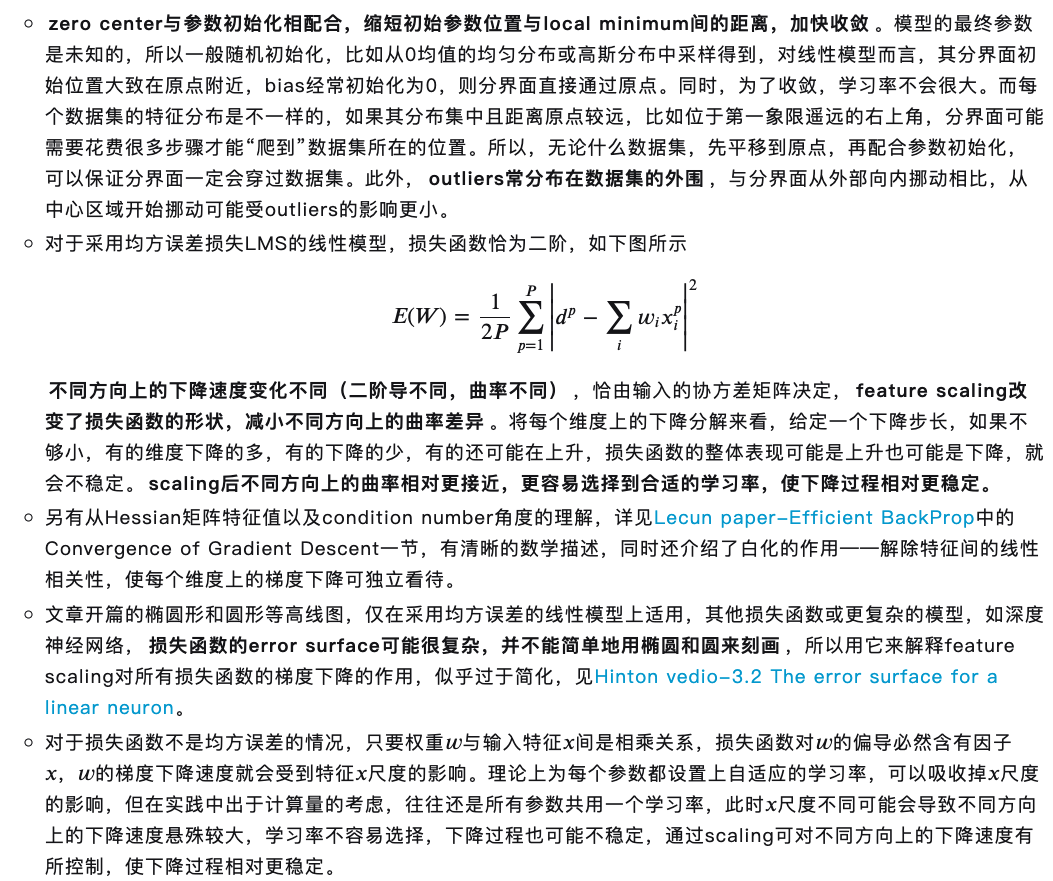 zero center与参数初始化相配合，缩短初始参数位置与local minimum间的距离，加快收敛 。模型的最终参数
是未知的，所以一般随机初始化，比如从0均值的均匀分布或高斯分布中采样得到，对线性模型而言，其分界面初
始位置大致在原点附近，bias经常初始化为0，则分界面直接通过原点。同时，为了收敛，学习率不会很大。而每
个数据集的特征分布是不一样的，如果其分布集中且距离原点较远，比如位于第一象限遥远的右上角，分界面可能
需要花费很多步骤才能“爬到”数据集所在的位置。所以，无论什么数据集，先平移到原点，再配合参数初始化，
可以保证分界面一定会穿过数据集。此外， outliers常分布在数据集的外围 ，与分界面从外部向内挪动相比，从
中心区域开始挪动可能受outliers的影响更小。
对于采用均方误差损失LMS的线性模型，损失函数恰为二阶，如下图所示
E(W) = \frac{1}{2P} \sum_{p=1}^{P} \left| d^p - \sum_{i} w_i x_i^p \right|^2
不同方向上的下降速度变化不同（二阶导不同，曲率不同） ，恰由输入的协方差矩阵决定， feature scaling改
变了损失函数的形状，减小不同方向上的曲率差异 。将每个维度上的下降分解来看，给定一个下降步长，如果不
够小，有的维度下降的多，有的下降的少，有的还可能在上升，损失函数的整体表现可能是上升也可能是下降，就
会不稳定。 scaling后不同方向上的曲率相对更接近，更容易选择到合适的学习率，使下降过程相对更稳定。
另有从Hessian矩阵特征值以及condition number角度的理解，详见Lecun paper-Efficient BackProp中的
Convergence of Gradient Descent一节，有清晰的数学描述，同时还介绍了白化的作用——解除特征间的线性
相关性，使每个维度上的梯度下降可独立看待。
文章开篇的椭圆形和圆形等高线图，仅在采用均方误差的线性模型上适用，其他损失函数或更复杂的模型，如深度
神经网络， 损失函数的error surface可能很复杂，并不能简单地用椭圆和圆来刻画 ，所以用它来解释feature
scaling对所有损失函数的梯度下降的作用，似乎过于简化，见Hinton vedio-3.2 The error surface for a
linear neuron。
对于损失函数不是均方误差的情况，只要权重w与输入特征x间是相乘关系，损失函数对w的偏导必然含有因子
x，w的梯度下降速度就会受到特征x尺度的影响。理论上为每个参数都设置上自适应的学习率，可以吸收掉x尺度
的影响，但在实践中出于计算量的考虑，往往还是所有参数共用一个学习率，此时x尺度不同可能会导致不同方向
上的下降速度悬殊较大，学习率不容易选择，下降过程也可能不稳定，通过scaling可对不同方向上的下降速度有
所控制，使下降过程相对更稳定。